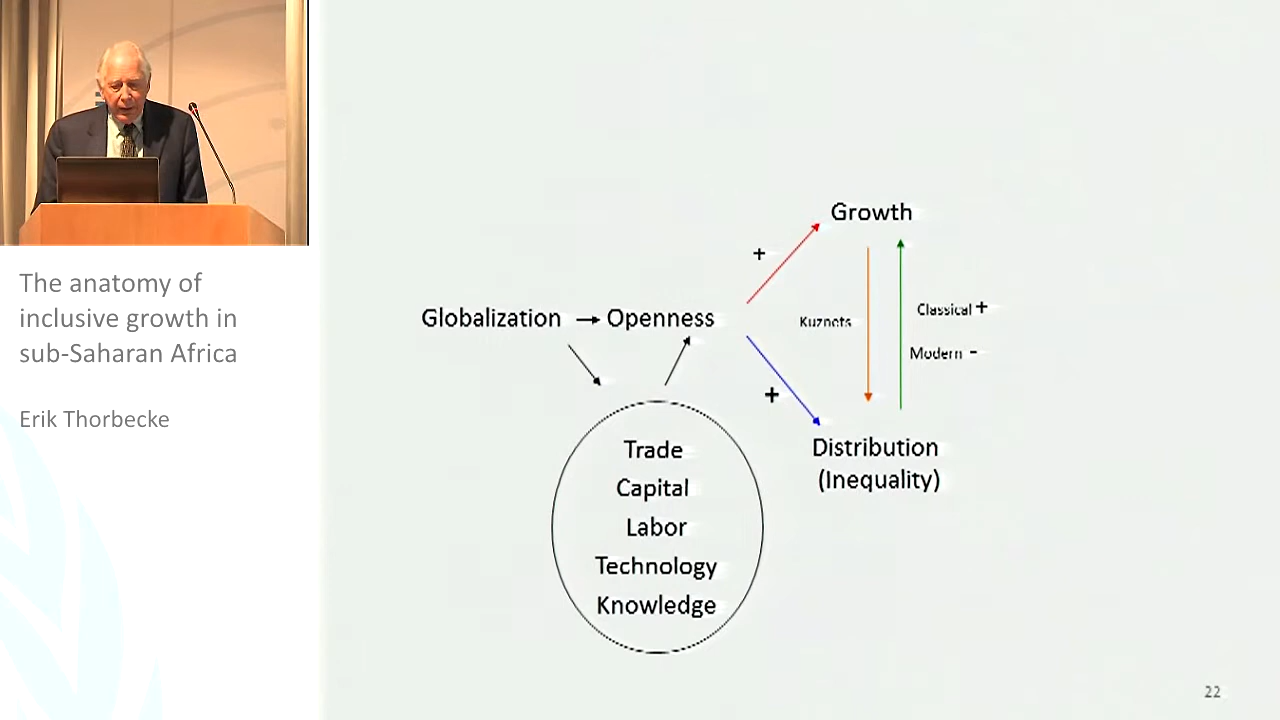 The anatomy of
inclusive growth in
sub-Saharan Africa
Erik Thorbecke
Growth
+
Globalization
Openness
Kuznets
Classical +
Modern -
+
Distribution
(Inequality)
Trade
Capital
Labor
Technology
Knowledge
22